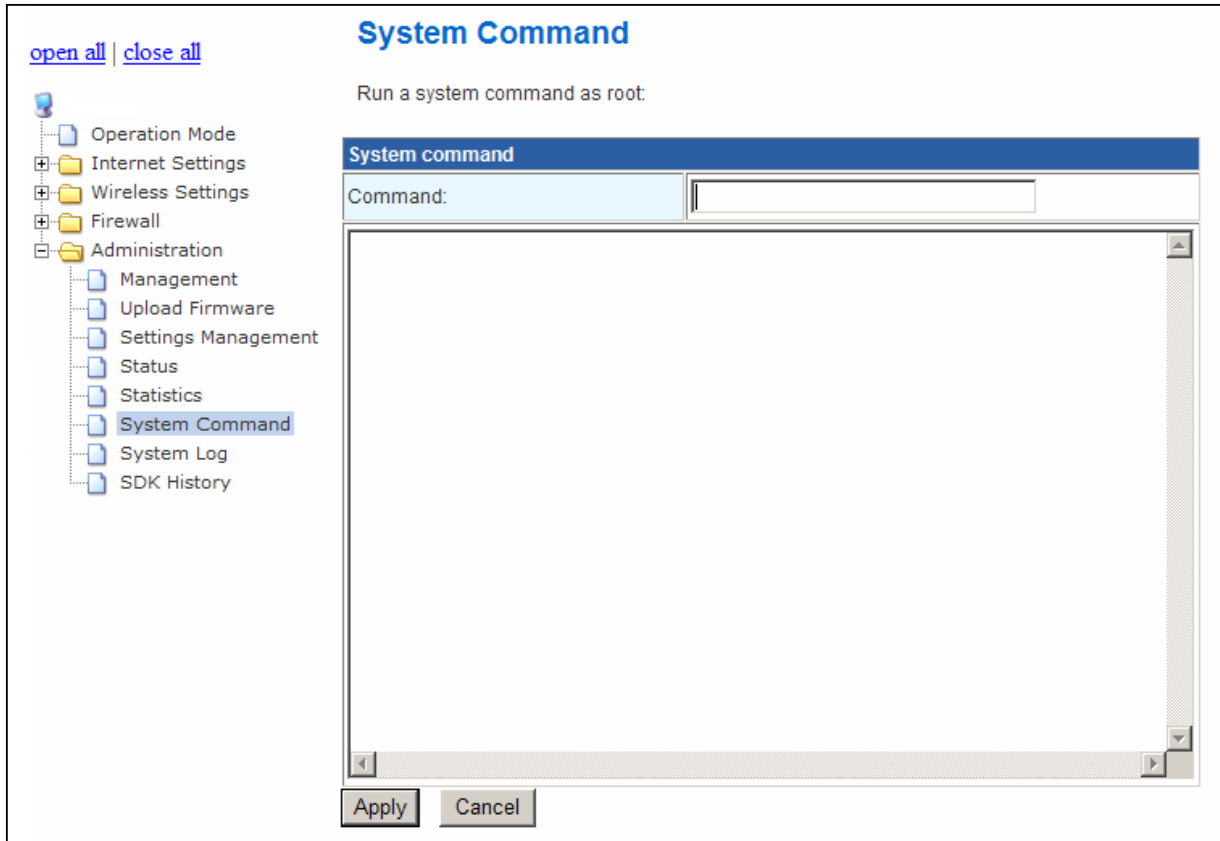 open all | close all
Operation Mode
Internet Settings
Wireless Settings
Firewall
Administration
Management
Upload Firmware
Settings Management
Status
Statistics
System Command
System Log
SDK History
System Command
Run a system command as root:
System command
Command:
Apply
Cancel